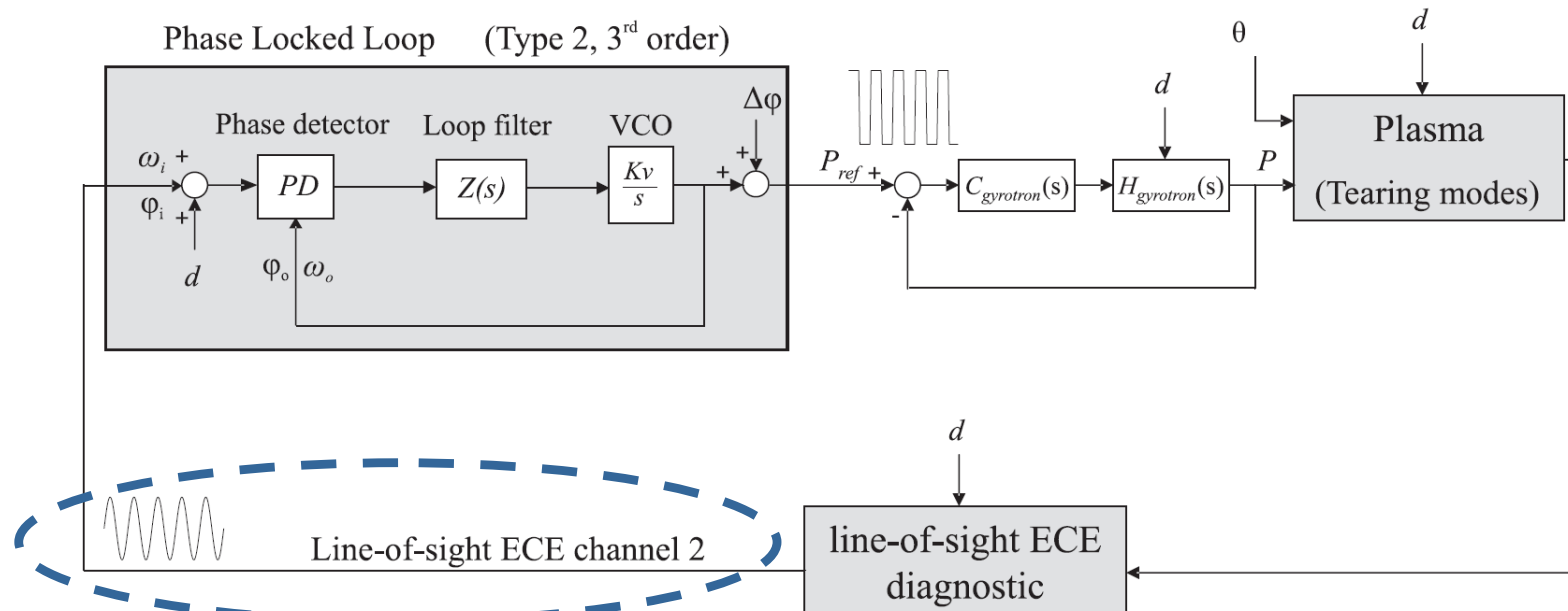 Phase Locked Loop (Type 2, 3rd order)
θ
d
Δφ
d
Phase detector Loop filter VCO
ωi +
φi +
d
PD
Z(s)
Kv
s
+
+
φo ωo
Pref +
-
Cgyrotron(s)
Hgyrotron(s)
P
Plasma
(Tearing modes)
d
Line-of-sight ECE channel 2
line-of-sight ECE
diagnostic